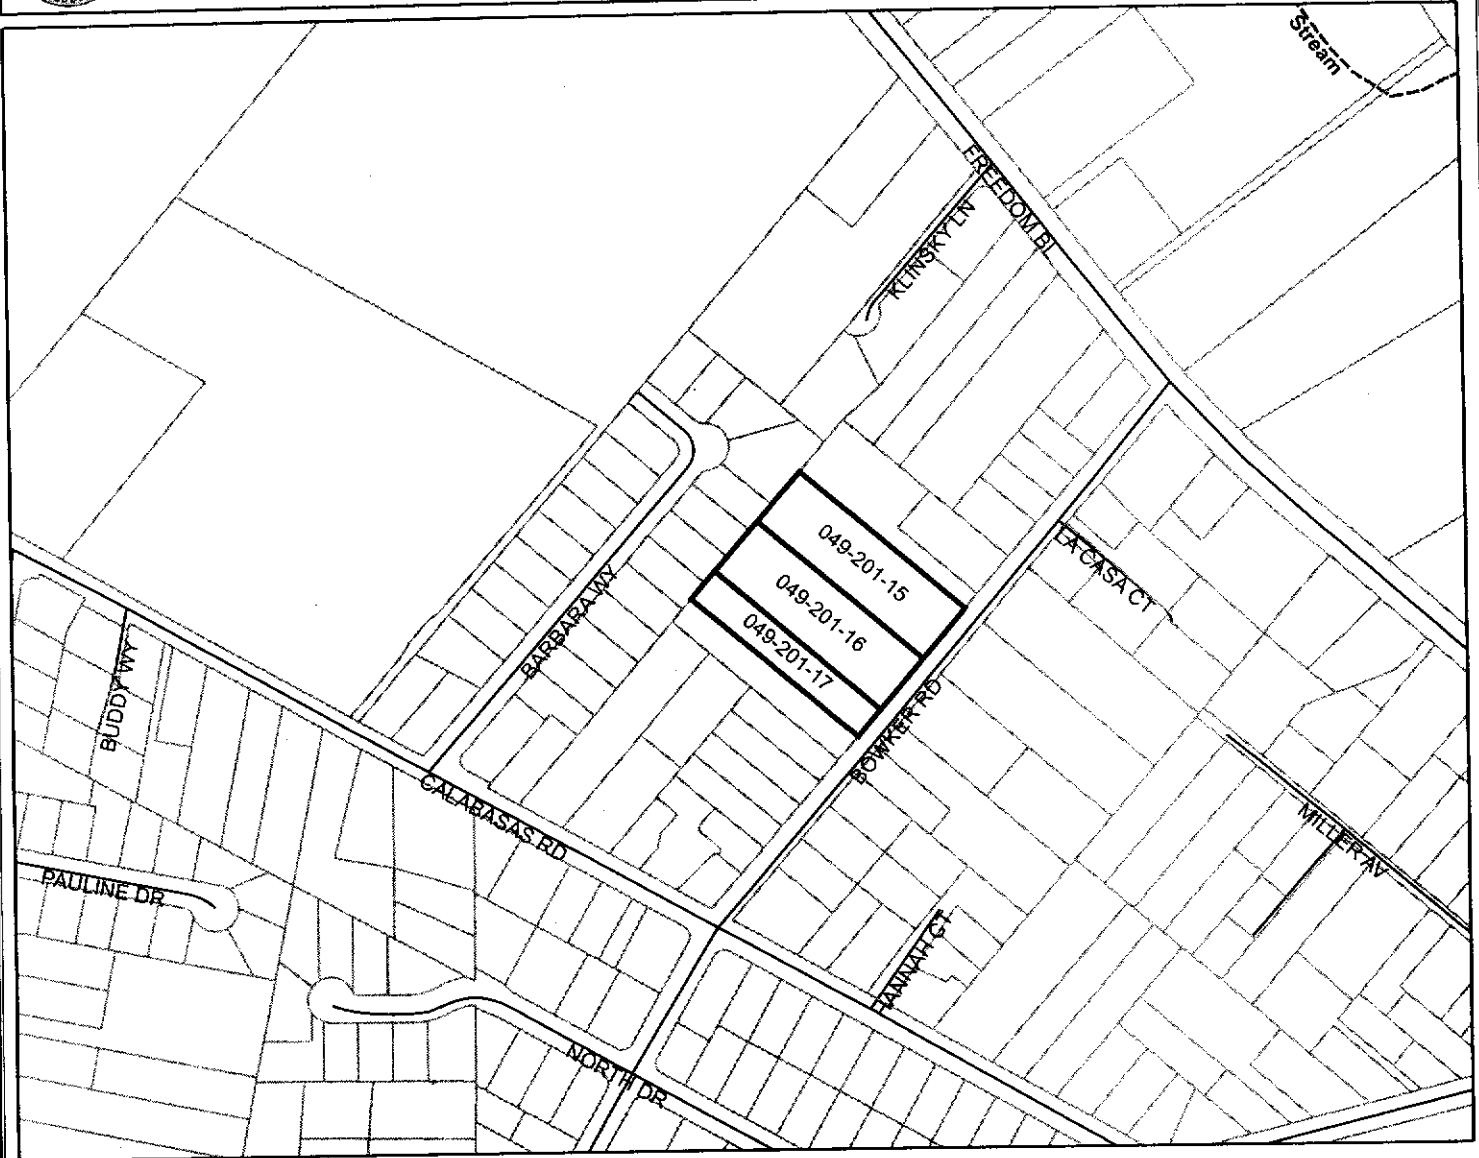 Stream
FREEDOM BL
KLINSKY LN
049-201-15
LA CASA CT
049-201-16
BARBARA WY
049-201-17
BUDDY WY
BOWKER RD
CALABASAS RD
MILLER AV
PAULINE DR
HANNAH CT
NORTH DR